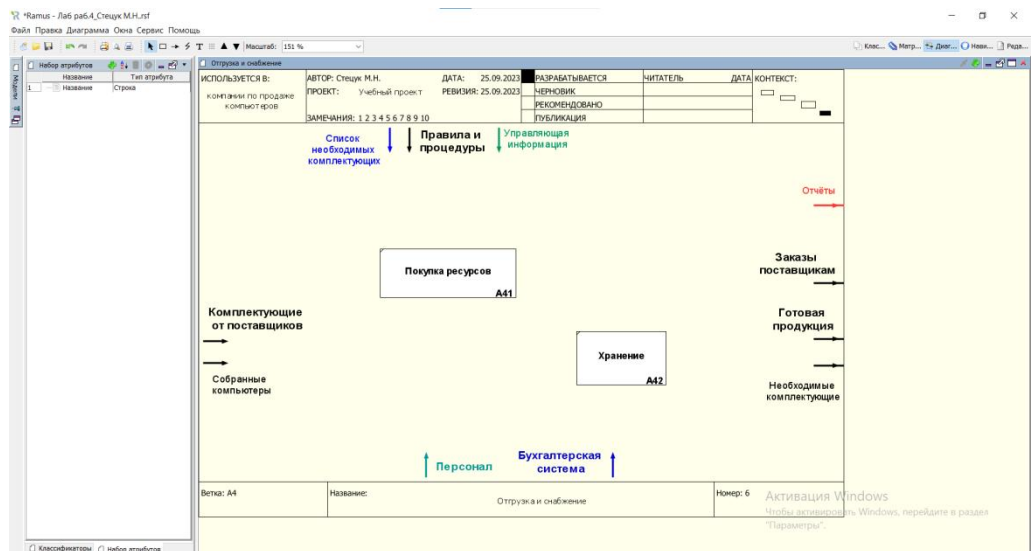 *Ramus - Лаб раб.4_Стецук М.Н..rsf
Файл Правка Диаграмма Окна Сервис Помощь
Масштаб: 151 %
Клас... Матр... Диаг... Нави... Реда...
Модели
Набор атрибутов
Название Тип атрибута
1 Название Строка
Классификаторы Набор атрибутов
Отгрузка и снабжение
ИСПОЛЬЗУЕТСЯ В:
компании по продаже
компьютеров
АВТОР: Стецук М.Н. ДАТА: 25.09.2023
ПРОЕКТ: Учебный проект РЕВИЗИЯ: 25.09.2023
ЗАМЕЧАНИЯ: 1 2 3 4 5 6 7 8 9 10
РАЗРАБАТЫВАЕТСЯ
ЧЕРНОВИК
РЕКОМЕНДОВАНО
ПУБЛИКАЦИЯ
ЧИТАТЕЛЬ ДАТА
КОНТЕКСТ:
Список
необходимых
комплектующих
Правила и
процедуры
Управляющая
информация
Отчёты
Заказы
поставщикам
Покупка ресурсов
A41
Комплектующие
от поставщиков
Готовая
продукция
Хранение
A42
Собранные
компьютеры
Необходимые
комплектующие
Персонал
Бухгалтерская
система
Ветка: A4
Название:
Отгрузка и снабжение
Номер: 6
Активация Windows
Чтобы активировать Windows, перейдите в раздел
"Параметры".